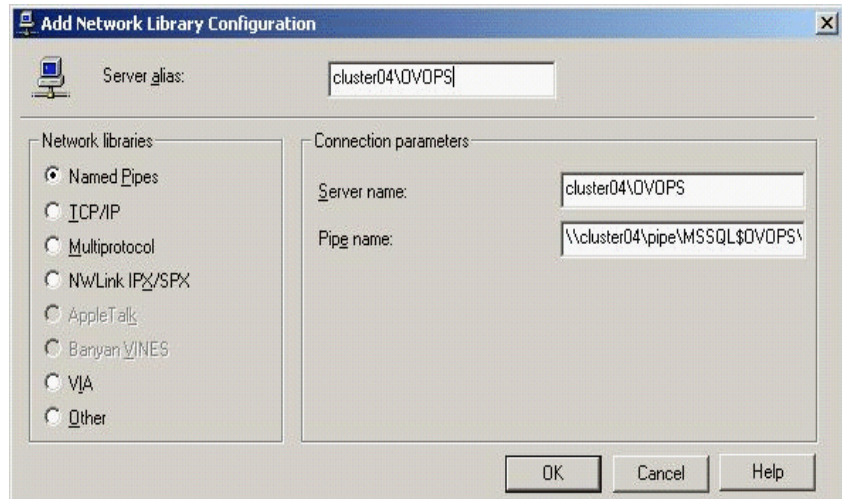 Add Network Library Configuration
Server alias: cluster04\OVOPS
Network libraries
Named Pipes
TCP/IP
Multiprotocol
NWLink IPX/SPX
AppleTalk
Banyan VINES
VIA
Other
Connection parameters
Server name: cluster04\OVOPS
Pipe name: \\cluster04\pipe\MSSQL$OVOPS\
OK Cancel Help